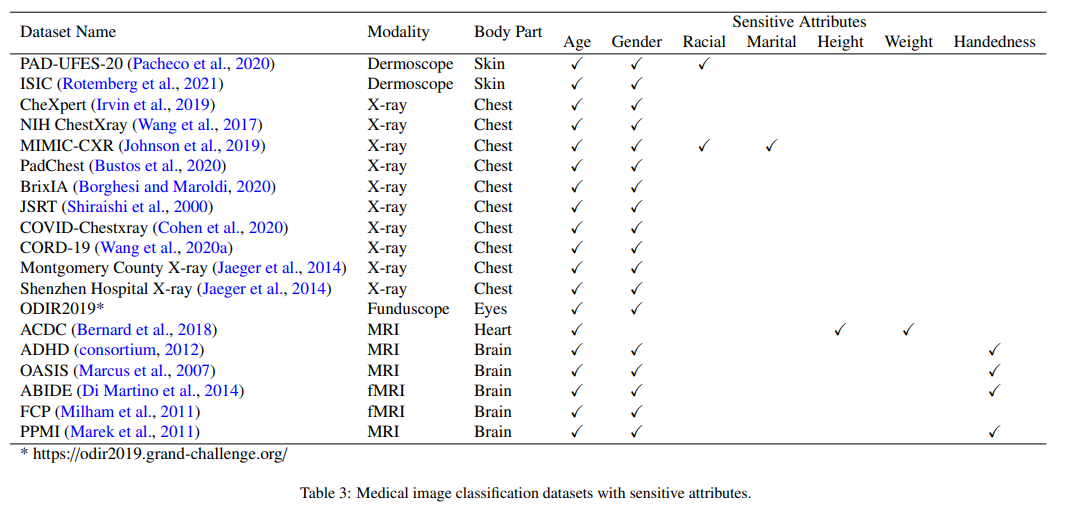 Dataset Name Modality Body Part Sensitive Attributes
Age Gender Racial Marital Height Weight Handedness
PAD-UFES-20 (Pacheco et al., 2020) Dermoscope Skin ✓ ✓ ✓
ISIC (Rotemberg et al., 2021) Dermoscope Skin ✓ ✓
CheXpert (Irvin et al., 2019) X-ray Chest ✓ ✓
NIH ChestXray (Wang et al., 2017) X-ray Chest ✓ ✓
MIMIC-CXR (Johnson et al., 2019) X-ray Chest ✓ ✓ ✓ ✓
PadChest (Bustos et al., 2020) X-ray Chest ✓ ✓
BrixIA (Borghesi and Maroldi, 2020) X-ray Chest ✓ ✓
JSRT (Shiraishi et al., 2000) X-ray Chest ✓ ✓
COVID-Chestxray (Cohen et al., 2020) X-ray Chest ✓ ✓
CORD-19 (Wang et al., 2020a) X-ray Chest ✓ ✓
Montgomery County X-ray (Jaeger et al., 2014) X-ray Chest ✓ ✓
Shenzhen Hospital X-ray (Jaeger et al., 2014) X-ray Chest ✓ ✓
ODIR2019* Funduscope Eyes ✓ ✓
ACDC (Bernard et al., 2018) MRI Heart ✓ ✓ ✓
ADHD (consortium, 2012) MRI Brain ✓ ✓ ✓
OASIS (Marcus et al., 2007) MRI Brain ✓ ✓ ✓
ABIDE (Di Martino et al., 2014) fMRI Brain ✓ ✓ ✓
FCP (Milham et al., 2011) fMRI Brain ✓ ✓
PPMI (Marek et al., 2011) MRI Brain ✓ ✓ ✓
* https://odir2019.grand-challenge.org/
Table 3: Medical image classification datasets with sensitive attributes.